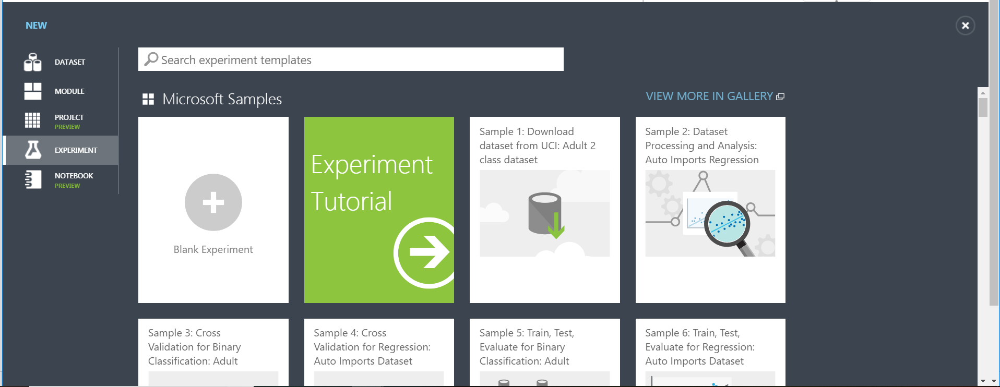 NEW
DATASET
MODULE
PROJECT
PREVIEW
EXPERIMENT
NOTEBOOK
PREVIEW
Search experiment templates
Microsoft Samples
VIEW MORE IN GALLERY
Blank Experiment
Experiment
Tutorial
Sample 1: Download
dataset from UCI: Adult 2
class dataset
Sample 2: Dataset
Processing and Analysis:
Auto Imports Regression
Sample 3: Cross
Validation for Binary
Classification: Adult
Sample 4: Cross
Validation for Regression:
Auto Imports Dataset
Sample 5: Train, Test,
Evaluate for Binary
Classification: Adult
Sample 6: Train, Test,
Evaluate for Regression:
Auto Imports Dataset